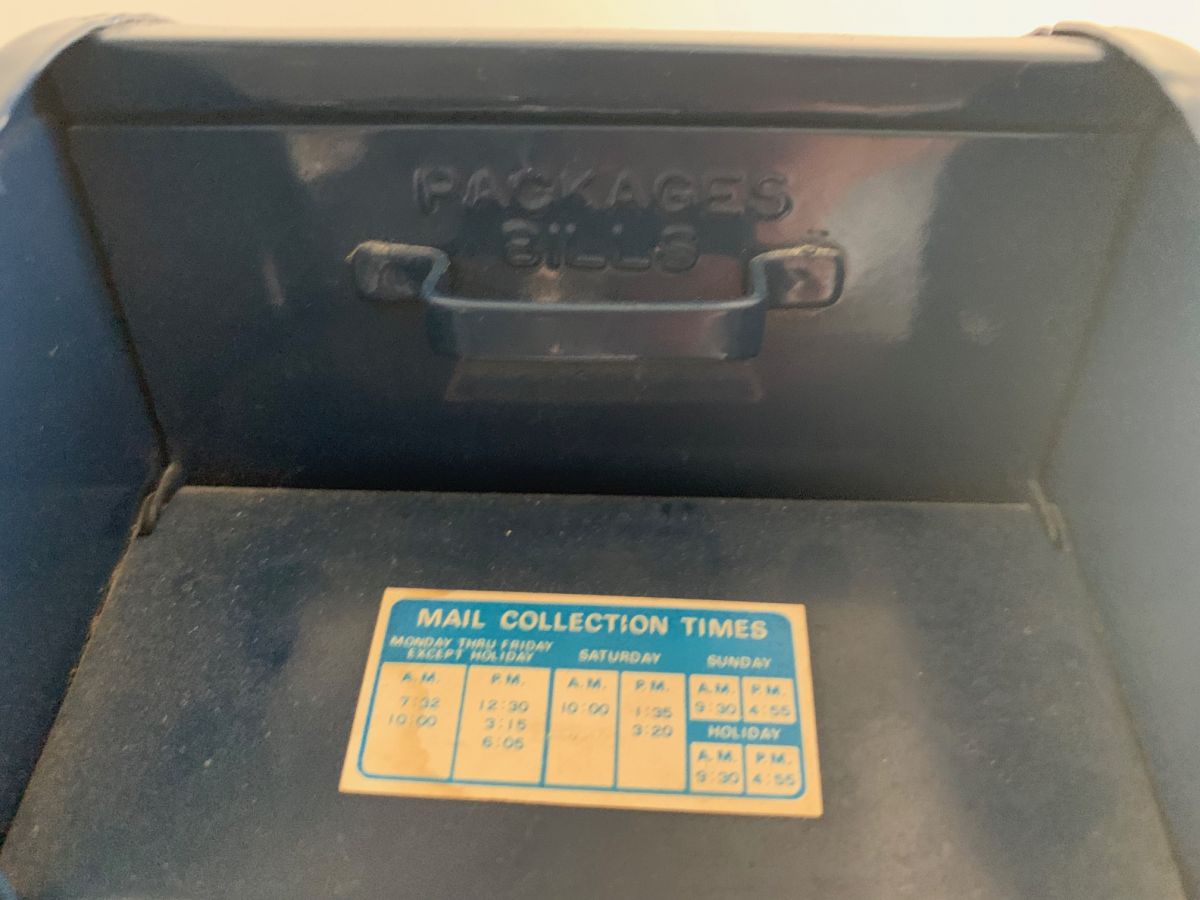 PACKAGES
BILLS
MAIL COLLECTION TIMES
MONDAY THRU FRIDAY
EXCEPT HOLIDAY
SATURDAY
SUNDAY
A.M. P.M. A.M. P.M. A.M. P.M.
7:32 12:30 10:00 1:35 9:30 4:55
10:00 3:15 3:20
6:05
HOLIDAY
A.M. P.M.
9:30 4:55